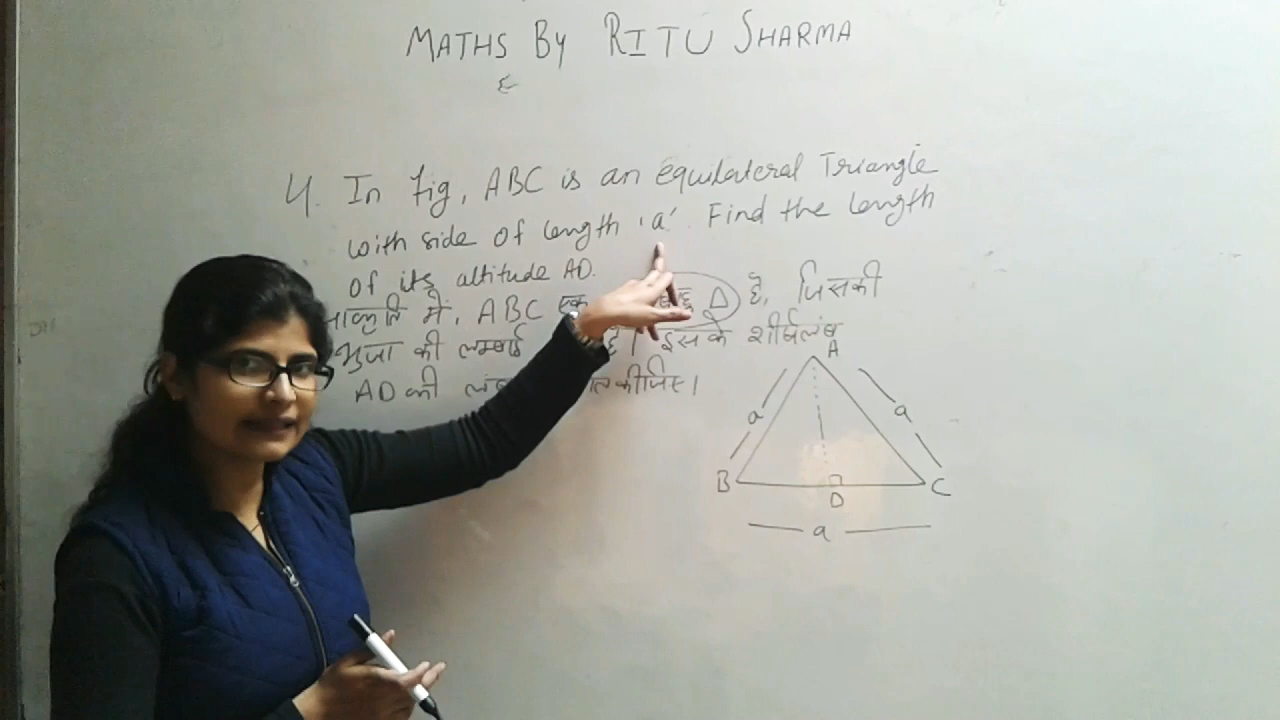 MATHS BY RITU SHARMA
4. In fig, ABC is an equilateral Triangle
with side of length 'a'. Find the length
of its altitude AD.
आकृति में, ABC एक Δ है, जिसकी
भुजा की लम्बाई है। इसके शीर्षलंब
AD की कीजिए।
A
a a
B D C
a